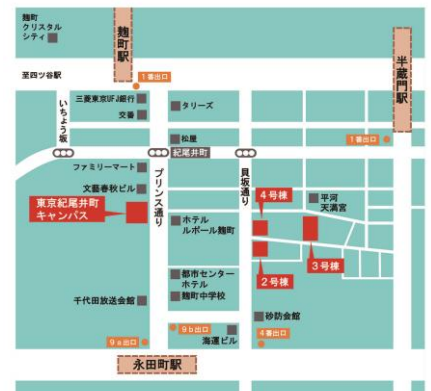 麹町
クリスタル
シティ
麹町駅
半蔵門駅
至四ツ谷駅
1番出口
いちょう坂
三菱東京UFJ銀行
交番
タリーズ
松屋
1番出口
紀尾井町
ファミリーマート
プリンス通り
貝坂通り
文藝春秋ビル
東京紀尾井町
キャンパス
4号棟
平河
天満宮
ホテル
ルポール麹町
2号棟
3号棟
都市センター
ホテル
麹町中学校
千代田放送会館
砂防会館
9a出口
9b出口
海運ビル
4番出口
永田町駅